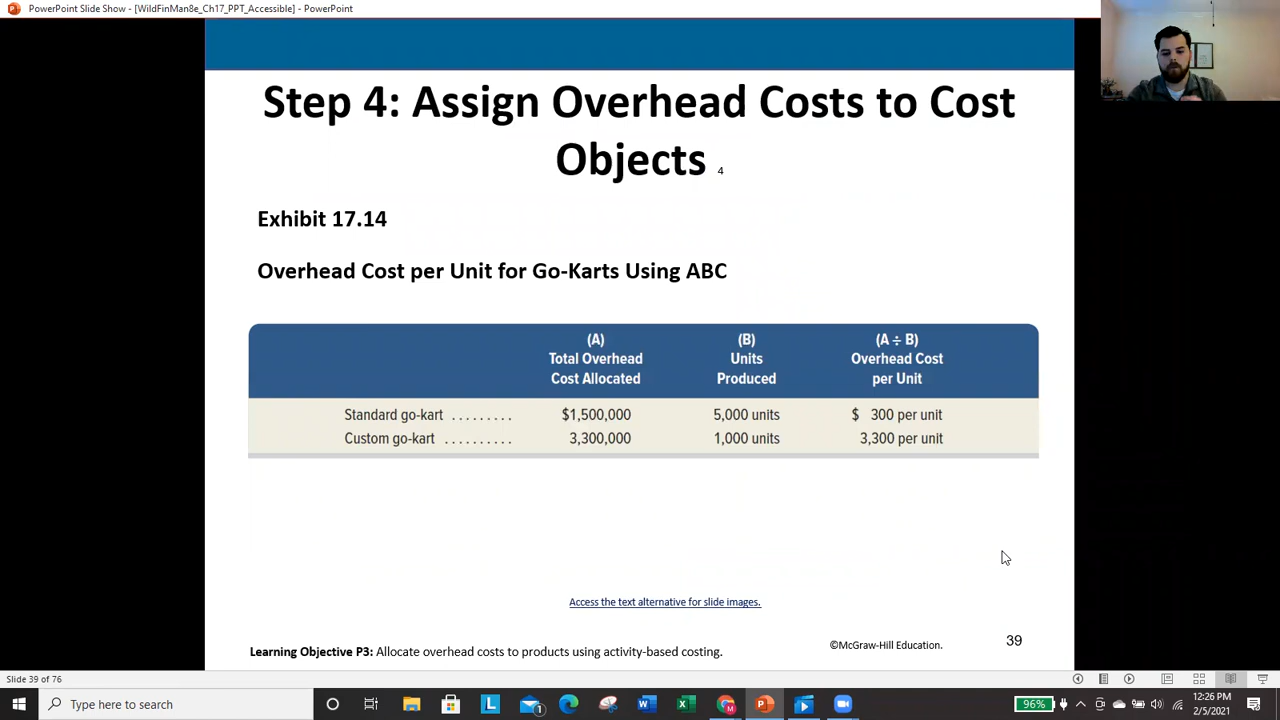 PowerPoint Slide Show - [WildFinMan8e_Ch17_PPT_Accessible] - PowerPoint
Step 4: Assign Overhead Costs to Cost
Objects 4
Exhibit 17.14
Overhead Cost per Unit for Go-Karts Using ABC
(A) (B) (A ÷ B)
Total Overhead Units Overhead Cost
Cost Allocated Produced per Unit
Standard go-kart ......... $1,500,000 5,000 units $ 300 per unit
Custom go-kart .......... 3,300,000 1,000 units 3,300 per unit
Access the text alternative for slide images.
Learning Objective P3: Allocate overhead costs to products using activity-based costing.
©McGraw-Hill Education.
39
Slide 39 of 76
Type here to search
96%
12:26 PM
2/5/2021